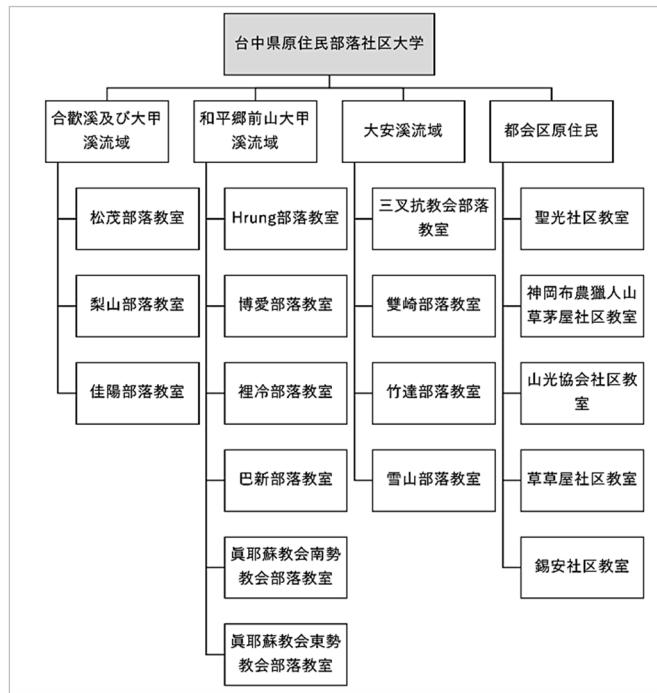 台中県原住民部落社区大学
合歡溪及び大甲
溪流域
松茂部落教室
梨山部落教室
佳陽部落教室
和平郷前山大甲
溪流域
Hrung部落教室
博愛部落教室
裡冷部落教室
巴新部落教室
眞耶蘇教会南勢
教会部落教室
眞耶蘇教会東勢
教会部落教室
大安溪流域
三叉抗教会部落
教室
雙崎部落教室
竹達部落教室
雪山部落教室
都会区原住民
聖光社区教室
神岡布農獵人山
草茅屋社区教室
山光協会社区教
室
草草屋社区教室
錫安社区教室